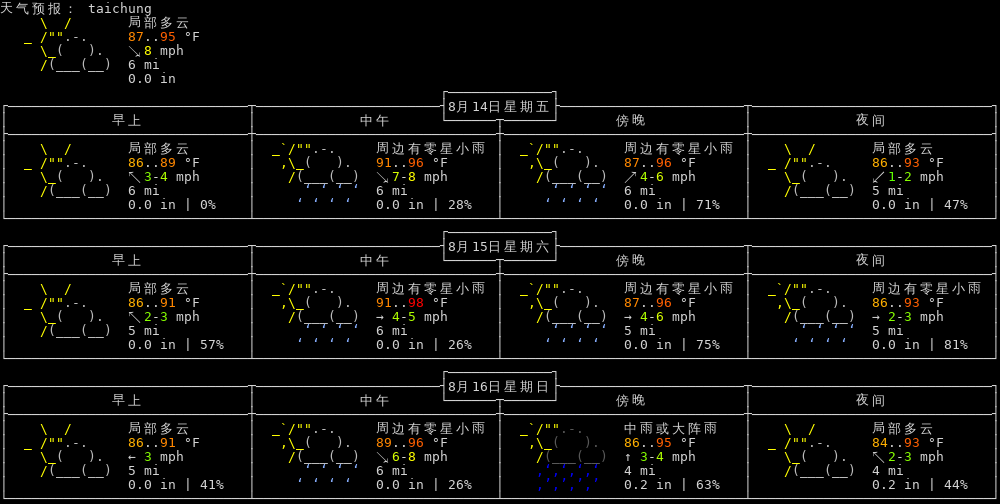 天气预报： taichung
局部多云
87..95 °F
↘ 8 mph
6 mi
0.0 in
8月14日星期五
早上 中午 傍晚 夜间
局部多云 周边有零星小雨 周边有零星小雨 局部多云
86..89 °F 91..96 °F 87..96 °F 86..93 °F
↖ 3-4 mph ↘ 7-8 mph ↗ 4-6 mph ↙ 1-2 mph
6 mi 6 mi 6 mi 5 mi
0.0 in | 0% 0.0 in | 28% 0.0 in | 71% 0.0 in | 47%
8月15日星期六
早上 中午 傍晚 夜间
局部多云 周边有零星小雨 周边有零星小雨 周边有零星小雨
86..91 °F 91..98 °F 87..96 °F 86..93 °F
↖ 2-3 mph → 4-5 mph → 4-6 mph → 2-3 mph
5 mi 6 mi 5 mi 5 mi
0.0 in | 57% 0.0 in | 26% 0.0 in | 75% 0.0 in | 81%
8月16日星期日
早上 中午 傍晚 夜间
局部多云 周边有零星小雨 中雨或大阵雨 局部多云
86..91 °F 89..96 °F 86..95 °F 84..93 °F
← 3 mph ↘ 6-8 mph ↑ 3-4 mph ↖ 2-3 mph
5 mi 6 mi 4 mi 4 mi
0.0 in | 41% 0.0 in | 26% 0.2 in | 63% 0.2 in | 44%